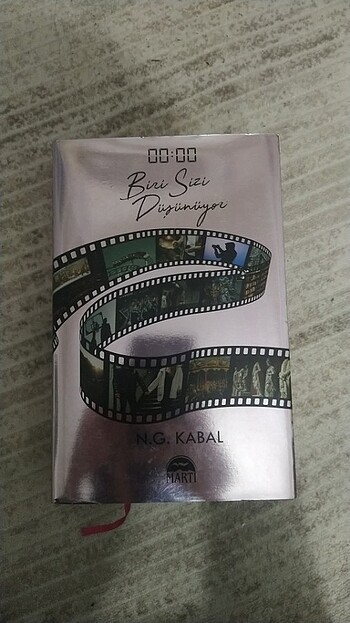 00:00
Biri Sizi
Düşünüyor
N.G. KABAL
MARTI